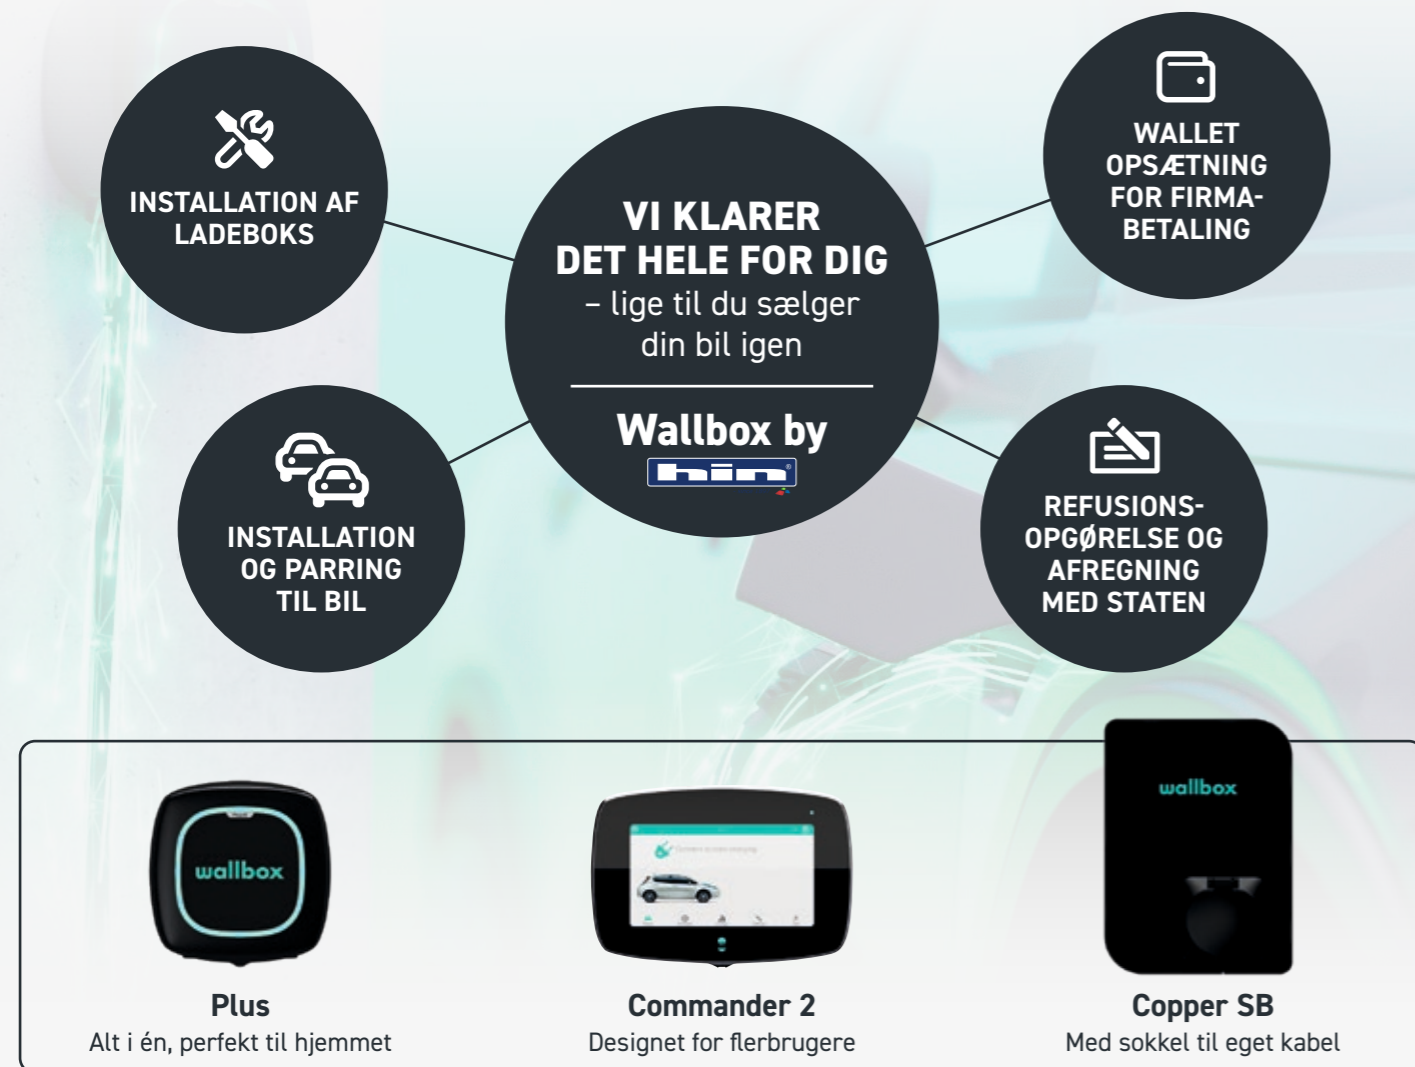 INSTALLATION AF
LADEBOKS
WALLET
OPSÆTNING
FOR FIRMA-
BETALING
VI KLARER
DET HELE FOR DIG
– lige til du sælger
din bil igen
Wallbox by
hin®
INSTALLATION
OG PARRING
TIL BIL
REFUSIONS-
OPGØRELSE OG
AFREGNING
MED STATEN
wallbox
wallbox
Plus
Alt i én, perfekt til hjemmet
Commander 2
Designet for flerbrugere
Copper SB
Med sokkel til eget kabel